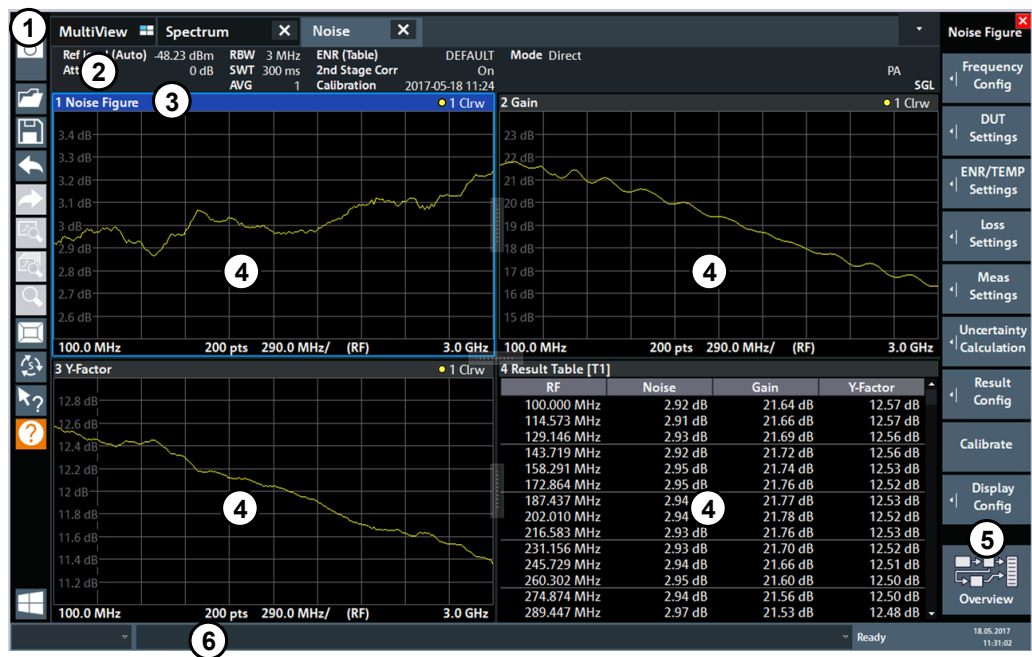 1
MultiView Spectrum Noise
Noise Figure
Ref level (Auto) -48.23 dBm RBW 3 MHz ENR (Table) DEFAULT Mode Direct
Att 2 0 dB SWT 300 ms 2nd Stage Corr On PA
AVG 1 Calibration 2017-05-18 11:24 SGL
3
1 Noise Figure 1 Clrw
3.4 dB
3.3 dB
3.2 dB
3.1 dB
3 dB
2.9 dB
2.8 dB
2.7 dB
2.6 dB
4
100.0 MHz 200 pts 290.0 MHz/ (RF) 3.0 GHz
2 Gain 1 Clrw
23 dB
22 dB
21 dB
20 dB
19 dB
18 dB
17 dB
16 dB
15 dB
4
100.0 MHz 200 pts 290.0 MHz/ (RF) 3.0 GHz
3 Y-Factor 1 Clrw
12.8 dB
12.6 dB
12.4 dB
12.2 dB
12 dB
11.8 dB
11.6 dB
11.4 dB
11.2 dB
4
100.0 MHz 200 pts 290.0 MHz/ (RF) 3.0 GHz
4 Result Table [T1]
RF Noise Gain Y-Factor
100.000 MHz 2.92 dB 21.64 dB 12.57 dB
114.573 MHz 2.91 dB 21.66 dB 12.57 dB
129.146 MHz 2.93 dB 21.69 dB 12.56 dB
143.719 MHz 2.92 dB 21.72 dB 12.56 dB
158.291 MHz 2.95 dB 21.74 dB 12.53 dB
172.864 MHz 2.95 dB 21.76 dB 12.52 dB
187.437 MHz 2.94 21.77 dB 12.53 dB
202.010 MHz 2.94 21.78 dB 12.52 dB
216.583 MHz 2.93 dB 21.76 dB 12.53 dB
231.156 MHz 2.93 dB 21.70 dB 12.52 dB
245.729 MHz 2.94 dB 21.66 dB 12.51 dB
260.302 MHz 2.95 dB 21.60 dB 12.50 dB
274.874 MHz 2.94 dB 21.56 dB 12.50 dB
289.447 MHz 2.97 dB 21.53 dB 12.48 dB
4
Frequency
Config
DUT
Settings
ENR/TEMP
Settings
Loss
Settings
Meas
Settings
Uncertainty
Calculation
Result
Config
Calibrate
Display
Config
5
Overview
6
Ready
18.05.2017
11:31:02